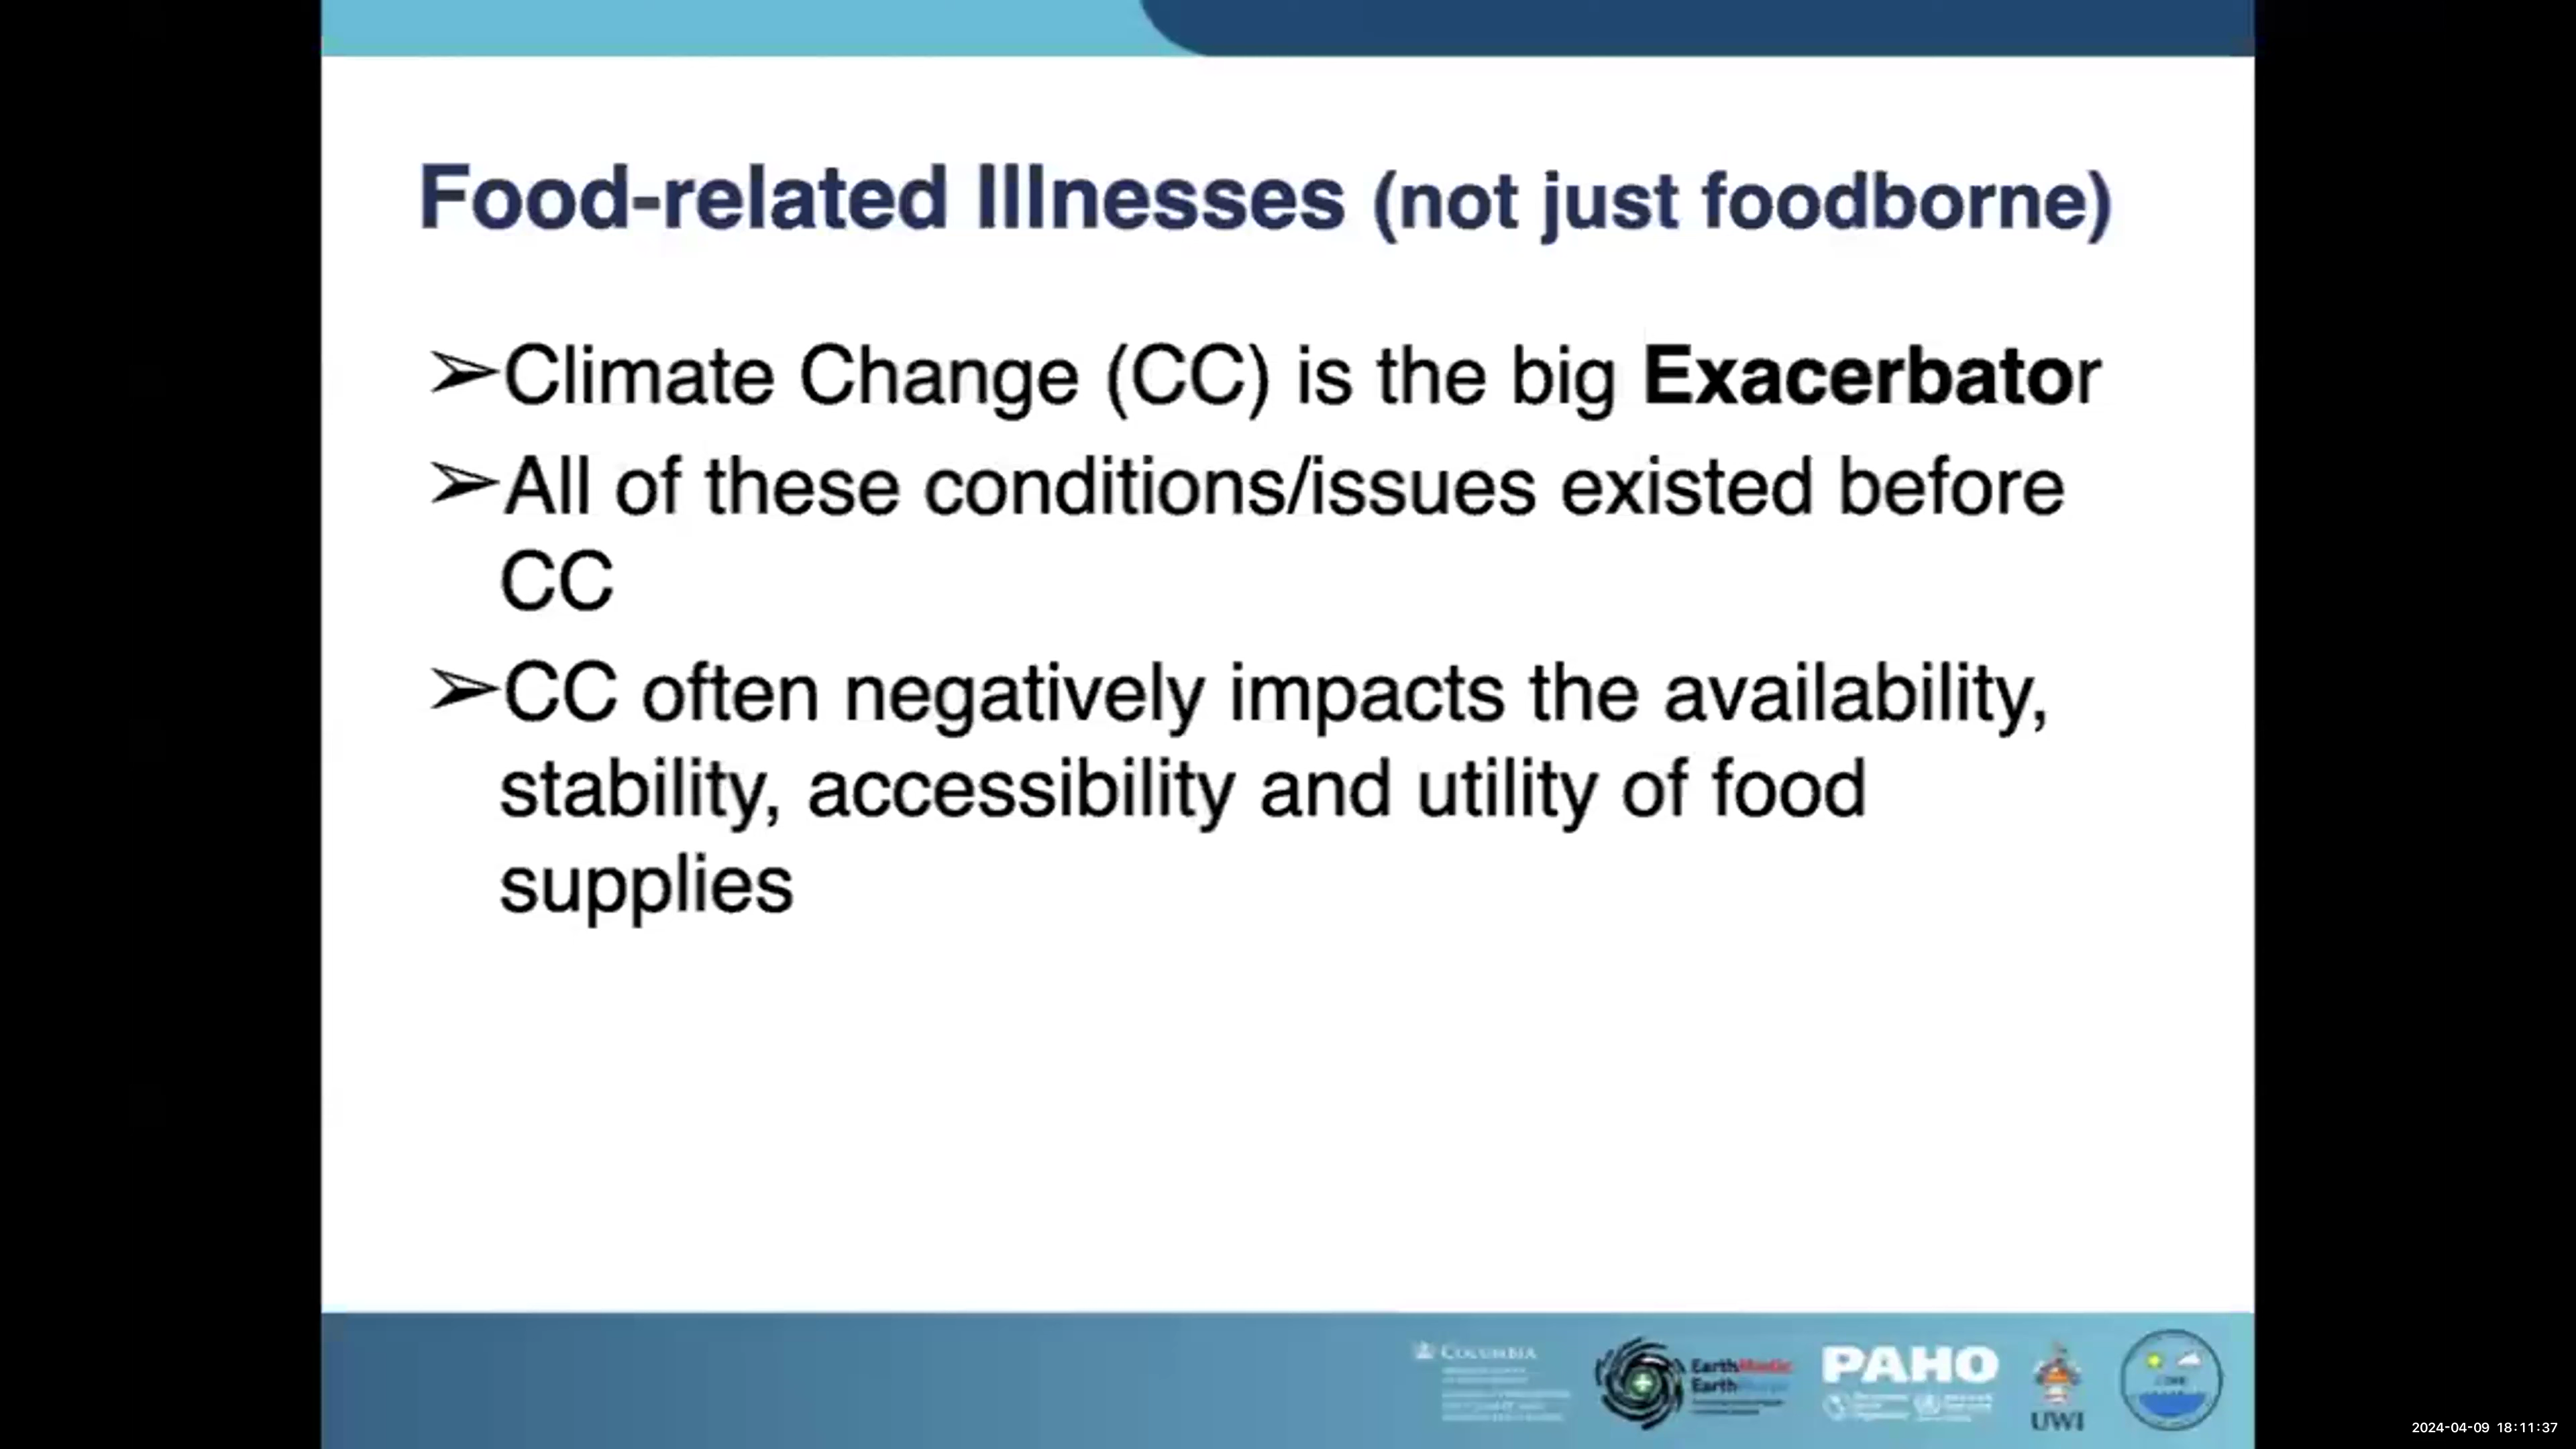 Food-related Illnesses (not just foodborne)
➢Climate Change (CC) is the big Exacerbator
➢All of these conditions/issues existed before
CC
➢CC often negatively impacts the availability,
stability, accessibility and utility of food
supplies
COLUMBIA
EarthMedic
Earth
PAHO
UWI
2024-04-09 18:11:37